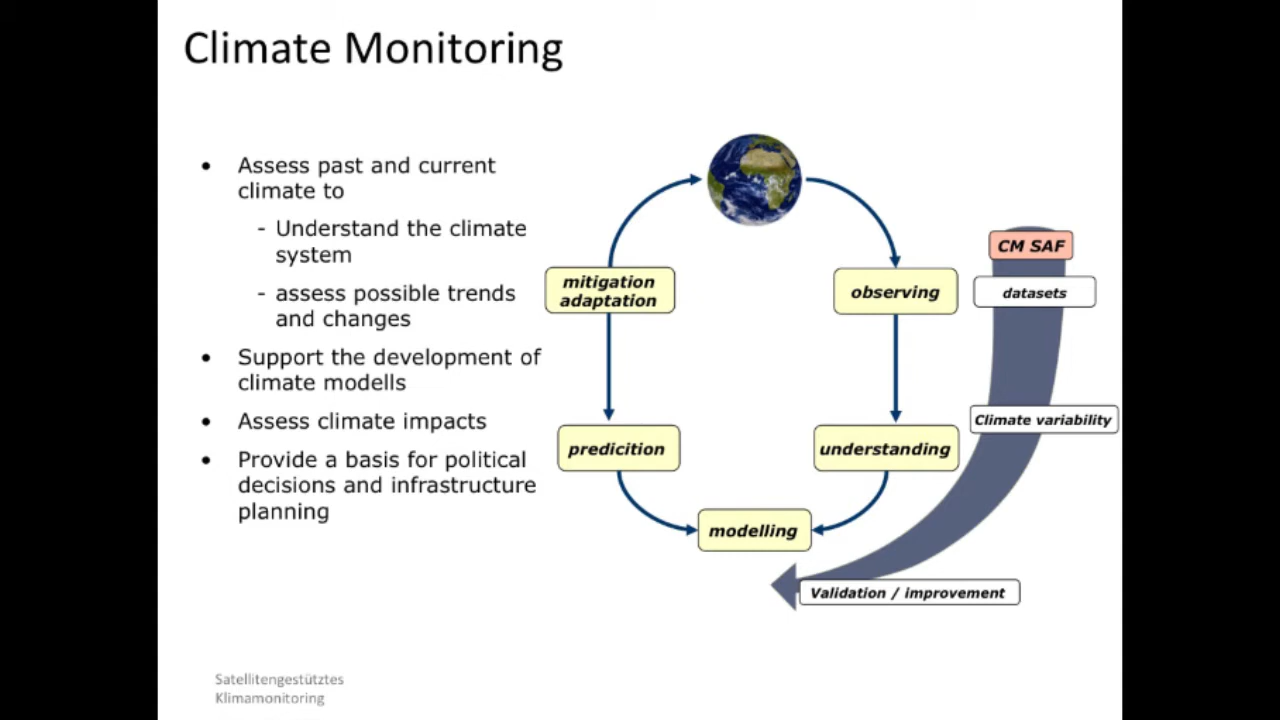 Climate Monitoring
• Assess past and current
climate to
- Understand the climate
system
- assess possible trends
and changes
• Support the development of
climate modells
• Assess climate impacts
• Provide a basis for political
decisions and infrastructure
planning
mitigation
adaptation
observing
CM SAF
datasets
Climate variability
predicition
understanding
modelling
Validation / improvement
Satellitengestütztes
Klimamonitoring